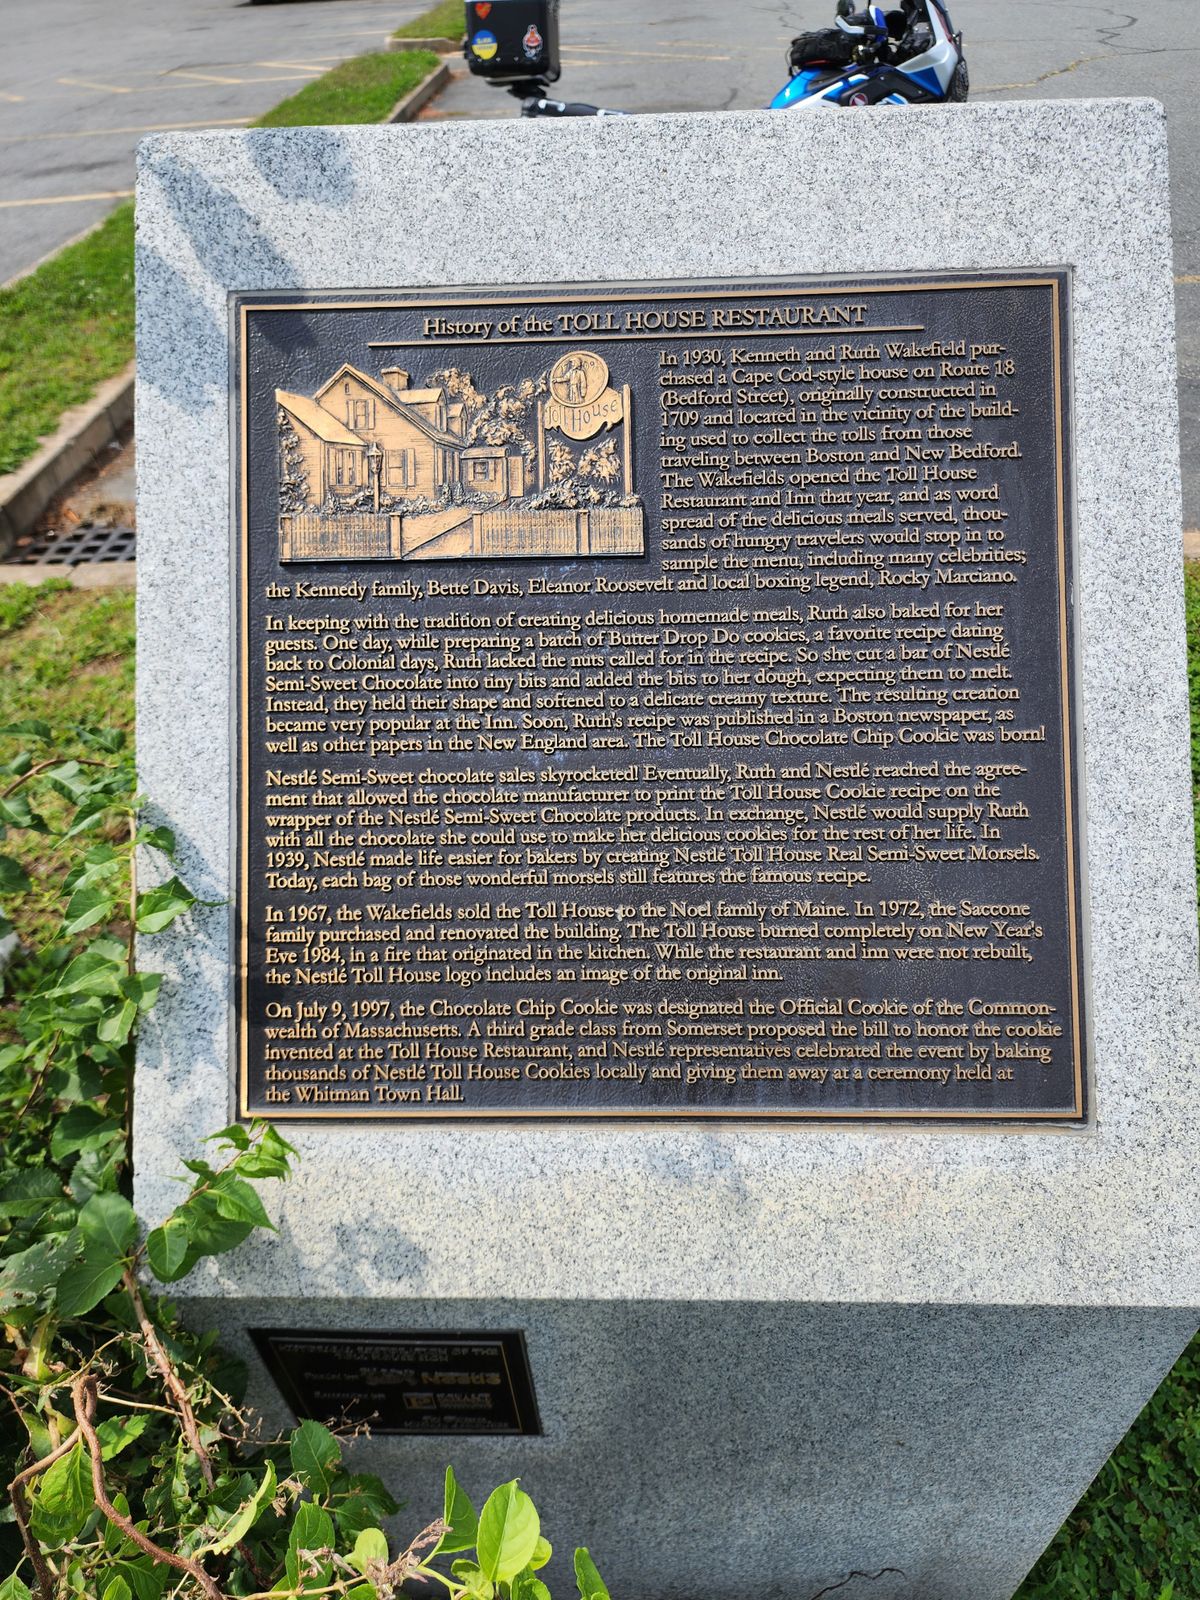 History of the TOLL HOUSE RESTAURANT
Toll House
In 1930, Kenneth and Ruth Wakefield pur-
chased a Cape Cod-style house on Route 18
(Bedford Street), originally constructed in
1709 and located in the vicinity of the build-
ing used to collect the tolls from those
traveling between Boston and New Bedford.
The Wakefields opened the Toll House
Restaurant and Inn that year, and as word
spread of the delicious meals served, thou-
sands of hungry travelers would stop in to
sample the menu, including many celebrities;
the Kennedy family, Bette Davis, Eleanor Roosevelt and local boxing legend, Rocky Marciano.
In keeping with the tradition of creating delicious homemade meals, Ruth also baked for her
guests. One day, while preparing a batch of Butter Drop Do cookies, a favorite recipe dating
back to Colonial days, Ruth lacked the nuts called for in the recipe. So she cut a bar of Nestlé
Semi-Sweet Chocolate into tiny bits and added the bits to her dough, expecting them to melt.
Instead, they held their shape and softened to a delicate creamy texture. The resulting creation
became very popular at the Inn. Soon, Ruth's recipe was published in a Boston newspaper, as
well as other papers in the New England area. The Toll House Chocolate Chip Cookie was born!
Nestlé Semi-Sweet chocolate sales skyrocketed! Eventually, Ruth and Nestlé reached the agree-
ment that allowed the chocolate manufacturer to print the Toll House Cookie recipe on the
wrapper of the Nestlé Semi-Sweet Chocolate products. In exchange, Nestlé would supply Ruth
with all the chocolate she could use to make her delicious cookies for the rest of her life. In
1939, Nestlé made life easier for bakers by creating Nestlé Toll House Real Semi-Sweet Morsels.
Today, each bag of those wonderful morsels still features the famous recipe.
In 1967, the Wakefields sold the Toll House to the Noel family of Maine. In 1972, the Saccone
family purchased and renovated the building. The Toll House burned completely on New Year's
Eve 1984, in a fire that originated in the kitchen. While the restaurant and inn were not rebuilt,
the Nestlé Toll House logo includes an image of the original inn.
On July 9, 1997, the Chocolate Chip Cookie was designated the Official Cookie of the Common-
wealth of Massachusetts. A third grade class from Somerset proposed the bill to honor the cookie
invented at the Toll House Restaurant, and Nestlé representatives celebrated the event by baking
thousands of Nestlé Toll House Cookies locally and giving them away at a ceremony held at
the Whitman Town Hall.